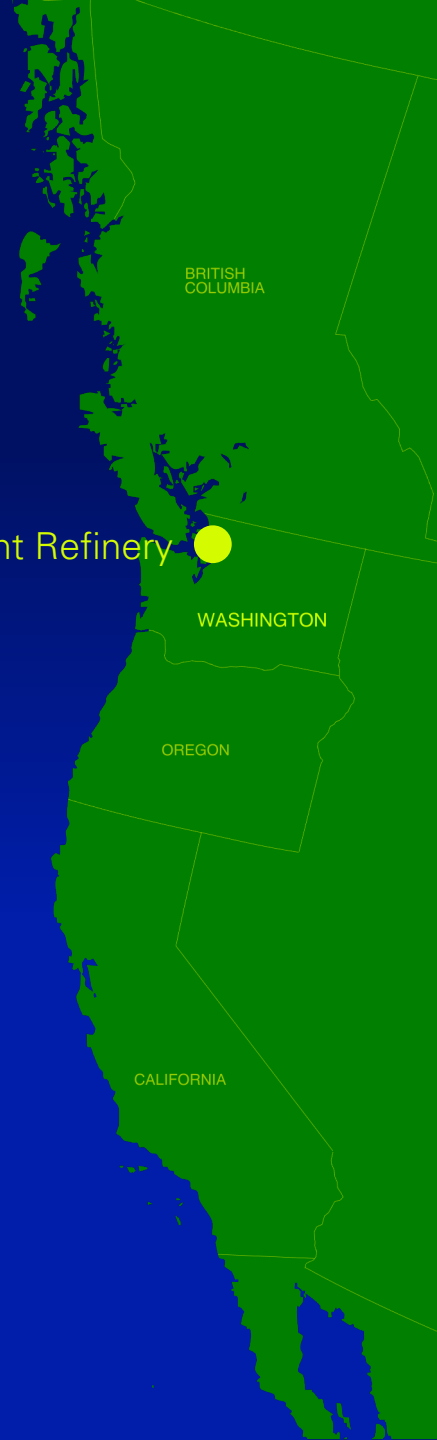 BRITISH
COLUMBIA
nt Refinery
WASHINGTON
OREGON
CALIFORNIA